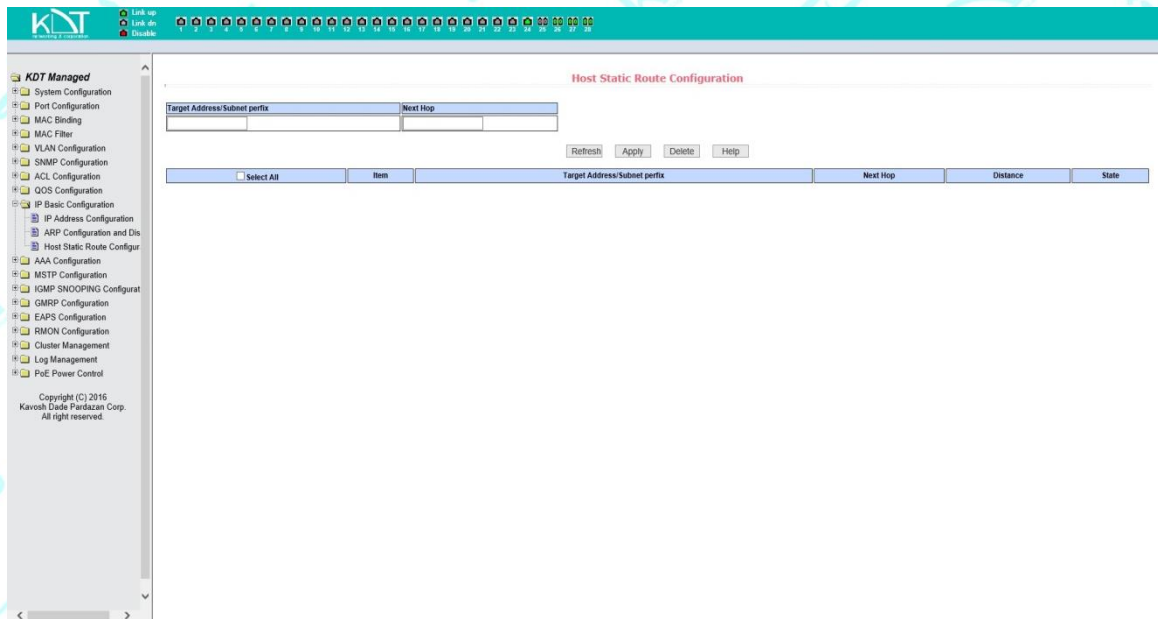 KDT
Link up
Link dn
Disable
1 2 3 4 5 6 7 8 9 10 11 12 13 14 15 16 17 18 19 20 21 22 23 24 25 26 27 28
KDT Managed
System Configuration
Port Configuration
MAC Binding
MAC Filter
VLAN Configuration
SNMP Configuration
ACL Configuration
QOS Configuration
IP Basic Configuration
IP Address Configuration
ARP Configuration and Dis
Host Static Route Configur
AAA Configuration
MSTP Configuration
IGMP SNOOPING Configurat
GMRP Configuration
EAPS Configuration
RMON Configuration
Cluster Management
Log Management
PoE Power Control
Copyright (C) 2016
Kavosh Dade Pardazan Corp.
All right reserved.
Host Static Route Configuration
Target Address/Subnet perfix Next Hop
Refresh Apply Delete Help
Select All Item Target Address/Subnet perfix Next Hop Distance State